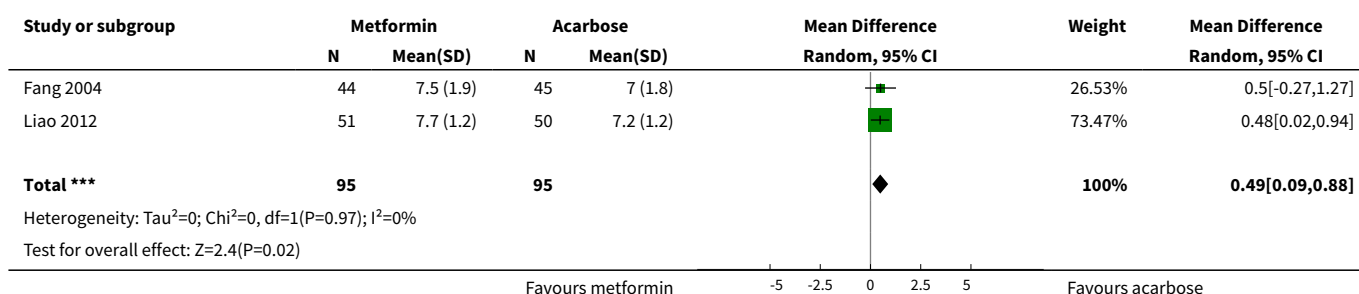 Study or subgroup Metformin Acarbose Mean Difference Weight Mean Difference
N Mean(SD) N Mean(SD) Random, 95% CI Random, 95% CI
Fang 2004 44 7.5 (1.9) 45 7 (1.8) 26.53% 0.5[-0.27,1.27]
Liao 2012 51 7.7 (1.2) 50 7.2 (1.2) 73.47% 0.48[0.02,0.94]
Total *** 95 95 100% 0.49[0.09,0.88]
Heterogeneity: Tau²=0; Chi²=0, df=1(P=0.97); I²=0%
Test for overall effect: Z=2.4(P=0.02)
Favours metformin -5 -2.5 0 2.5 5 Favours acarbose